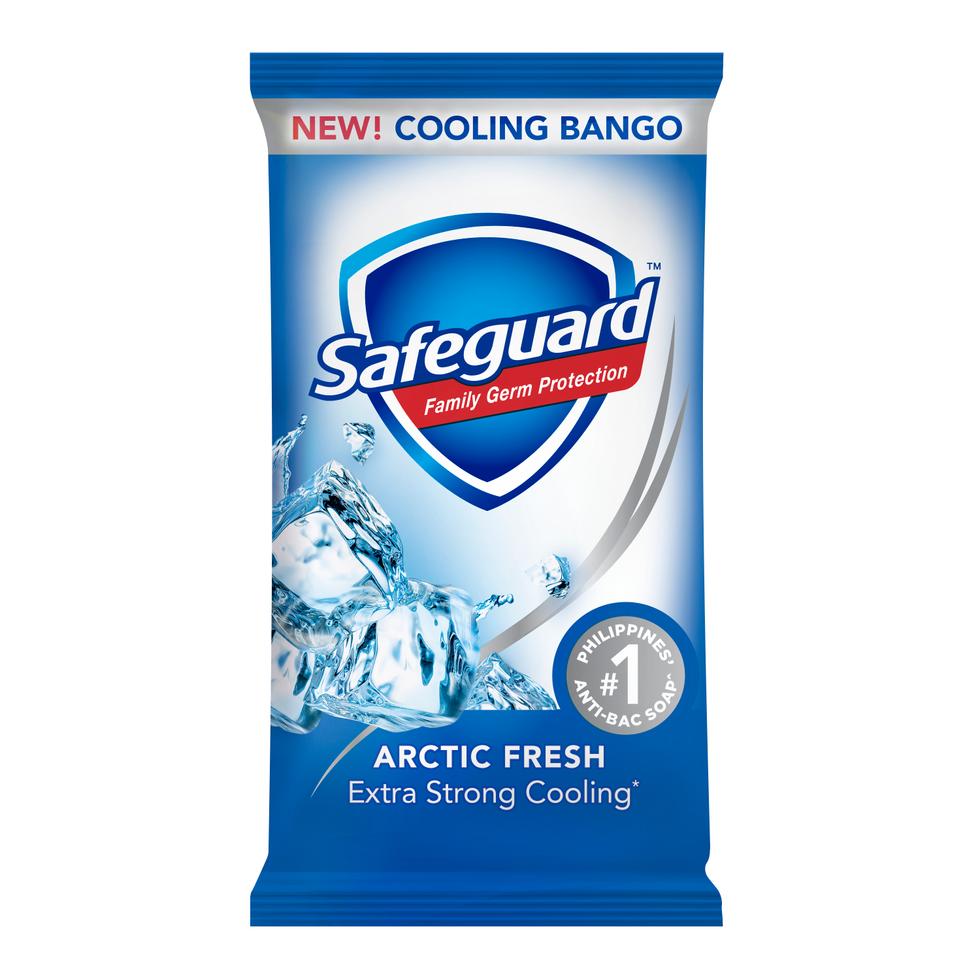 NEW! COOLING BANGO
Safeguard™
Family Germ Protection
PHILIPPINES'
#1
ANTI-BAC SOAP^
ARCTIC FRESH
Extra Strong Cooling*